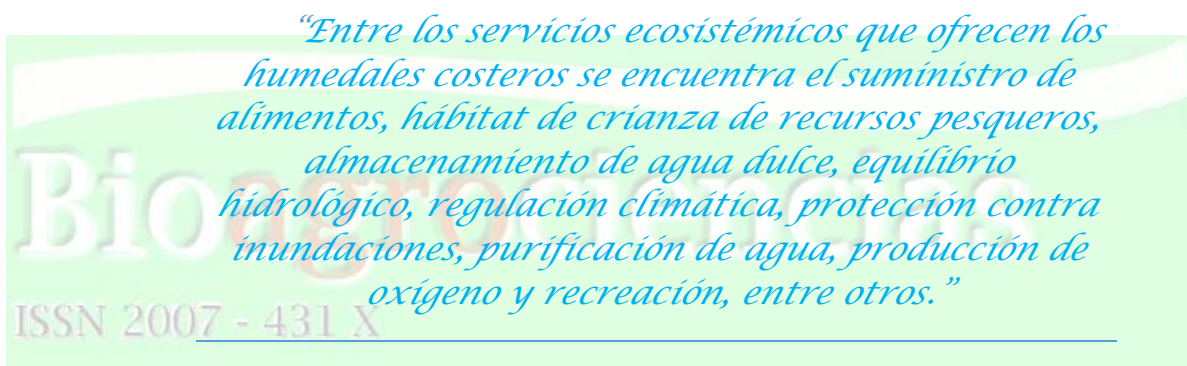 “Entre los servicios ecosistémicos que ofrecen los
humedales costeros se encuentra el suministro de
alimentos, hábitat de crianza de recursos pesqueros,
almacenamiento de agua dulce, equilibrio
hidrológico, regulación climática, protección contra
inundaciones, purificación de agua, producción de
oxígeno y recreación, entre otros.”
Bioagrociencias
ISSN 2007 - 431 X